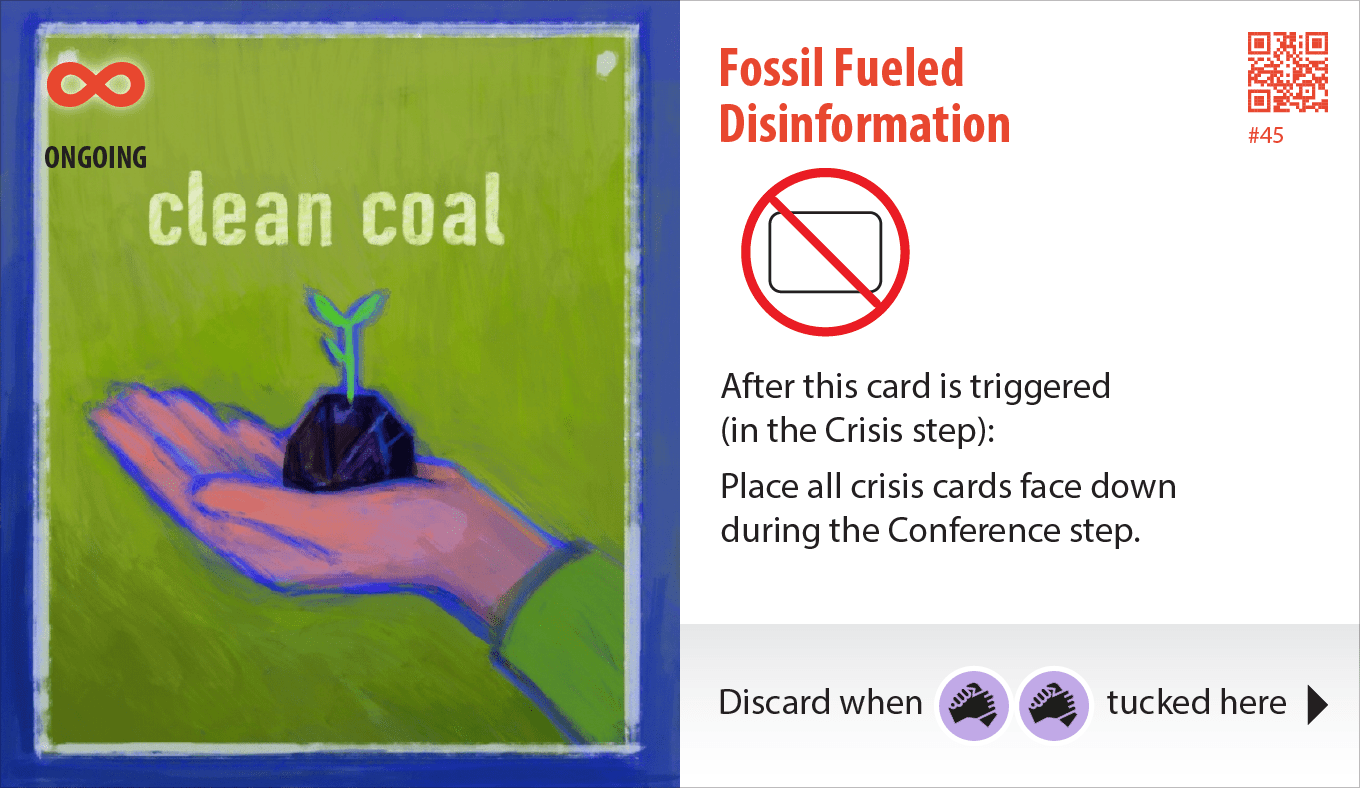 ONGOING
clean coal
Fossil Fueled
Disinformation
#45
After this card is triggered
(in the Crisis step):
Place all crisis cards face down
during the Conference step.
Discard when tucked here